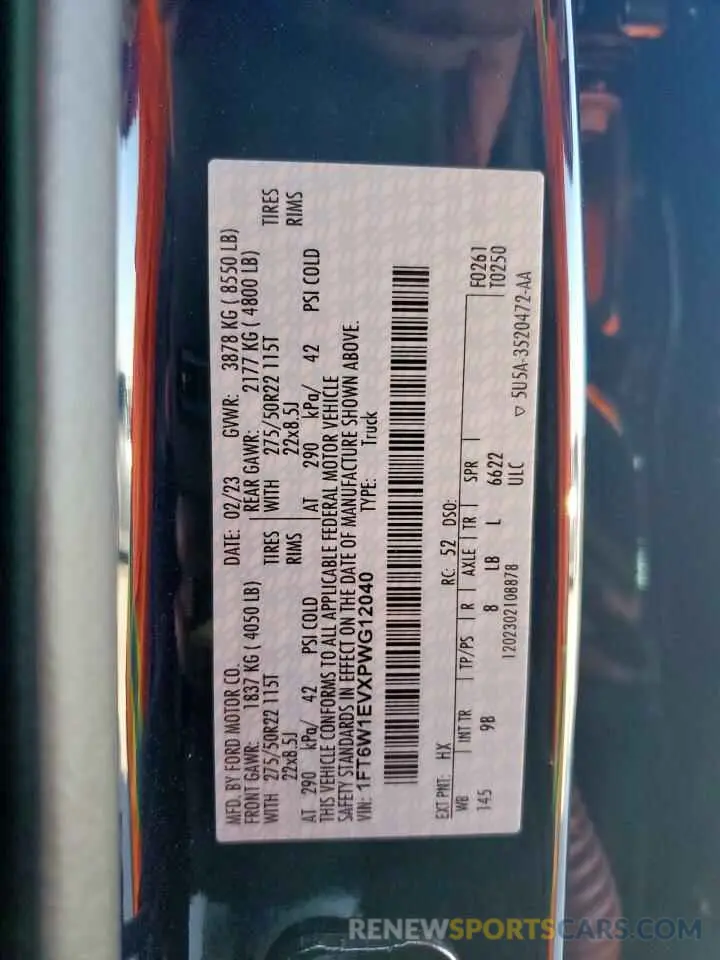 MFD. BY FORD MOTOR CO.
DATE: 02/23 GVWR: 3878 KG ( 8550 LB)
FRONT GAWR: 1837 KG ( 4050 LB)
REAR GAWR: 2177 KG ( 4800 LB)
WITH 275/50R22 115T TIRES
WITH 275/50R22 115T TIRES
22x8.5J RIMS
22x8.5J RIMS
AT 290 kPa/ 42 PSI COLD
AT 290 kPa/ 42 PSI COLD
THIS VEHICLE CONFORMS TO ALL APPLICABLE FEDERAL MOTOR VEHICLE
SAFETY STANDARDS IN EFFECT ON THE DATE OF MANUFACTURE SHOWN ABOVE.
VIN: 1FT6W1EVXPWG12040
TYPE: Truck
EXT PNT: HX RC: 52 DSO:
WB INT TR TP/PS R AXLE TR SPR
145 9B 8 LB L 6622
ULC
F0261
T0250
1202302108878
▽ 5U5A-3520472-AA
RENEWSPORTSCARS.COM